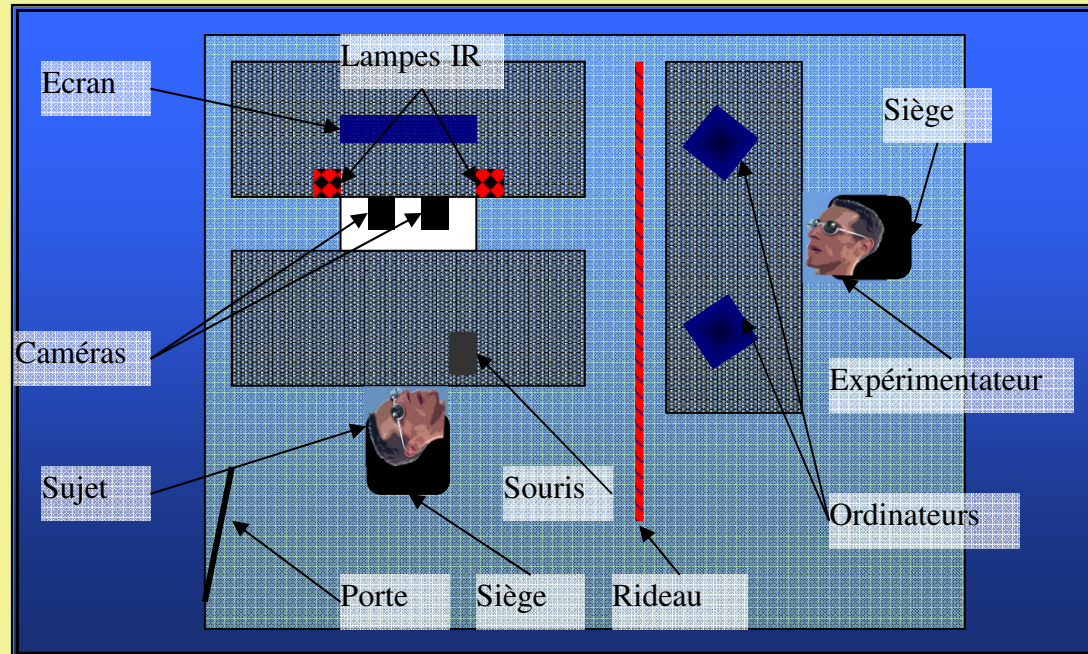 Lampes IR
Ecran
Siège
Caméras
Expérimentateur
Sujet
Souris
Ordinateurs
Porte
Siège
Rideau